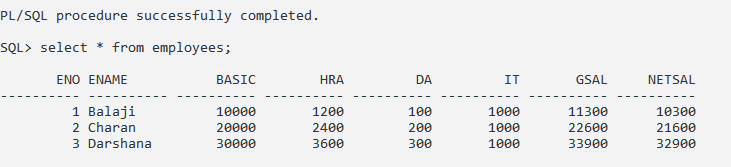 PL/SQL procedure successfully completed.
SQL> select * from employees;
ENO ENAME BASIC HRA DA IT GSAL NETSAL
---------- ---------- ---------- ---------- ---------- ---------- ---------- ----------
1 Balaji 10000 1200 100 1000 11300 10300
2 Charan 20000 2400 200 1000 22600 21600
3 Darshana 30000 3600 300 1000 33900 32900